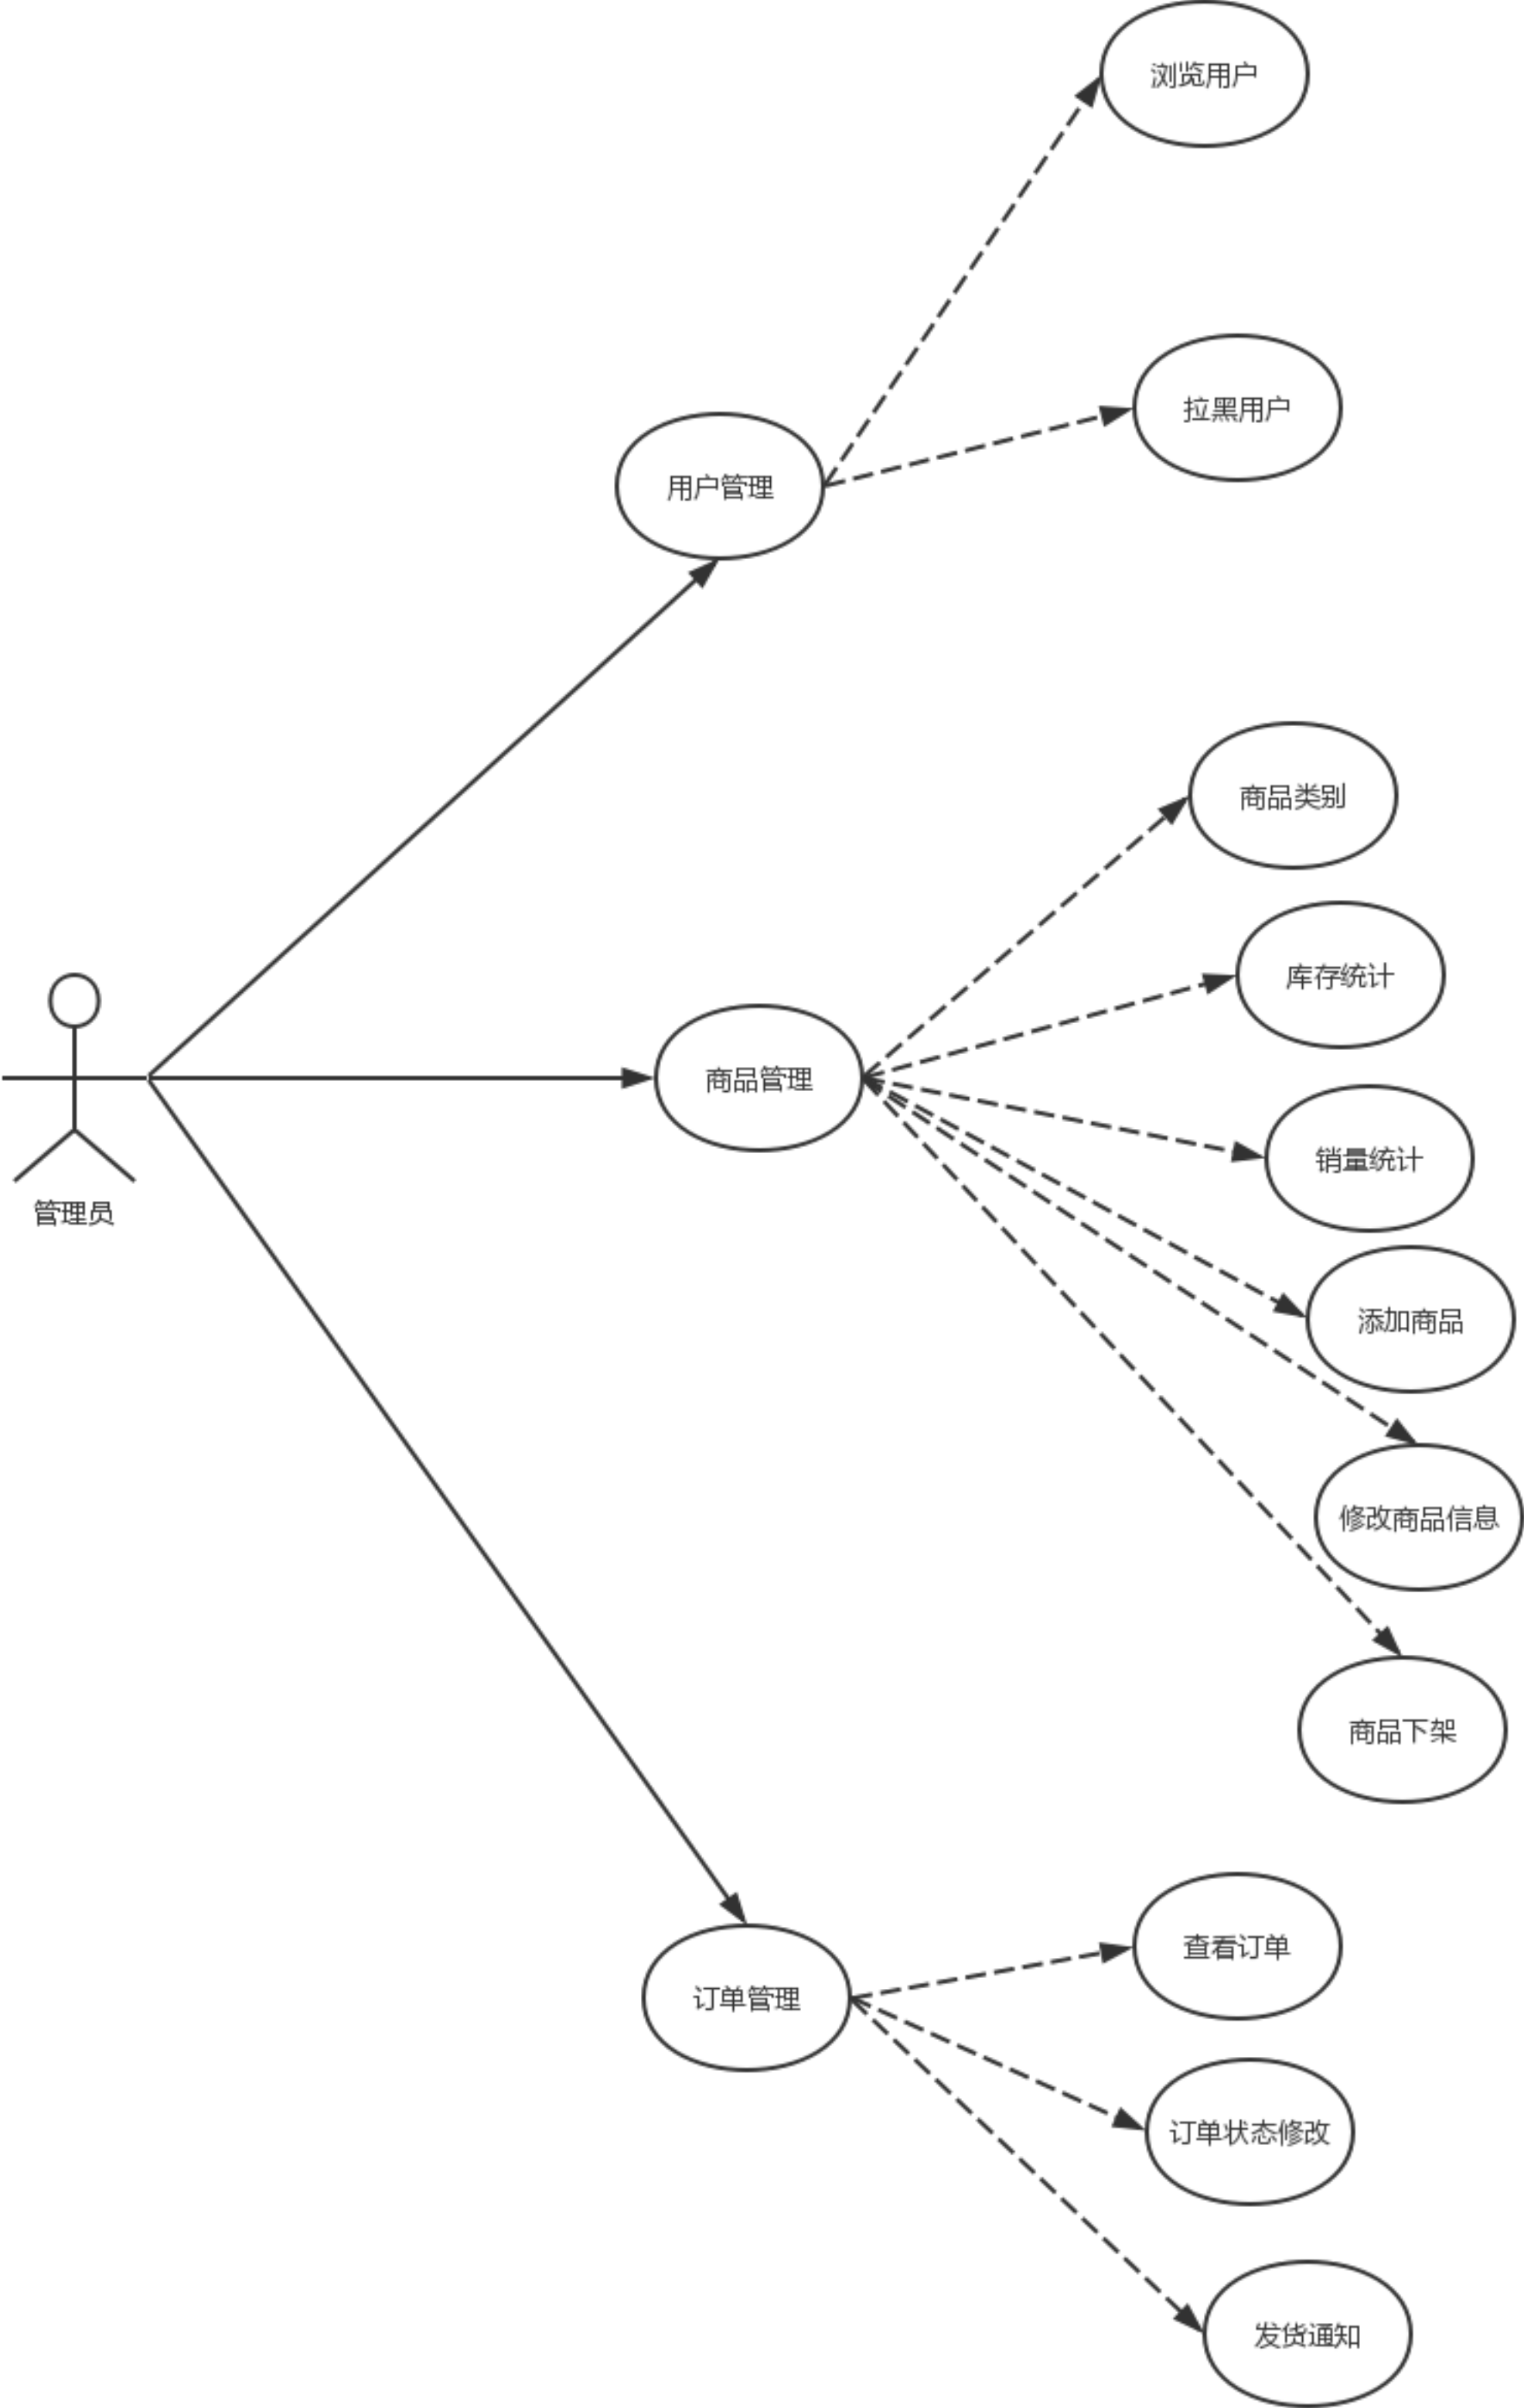 浏览用户
拉黑用户
用户管理
商品类别
库存统计
商品管理
销量统计
管理员
添加商品
修改商品信息
商品下架
查看订单
订单管理
订单状态修改
发货通知